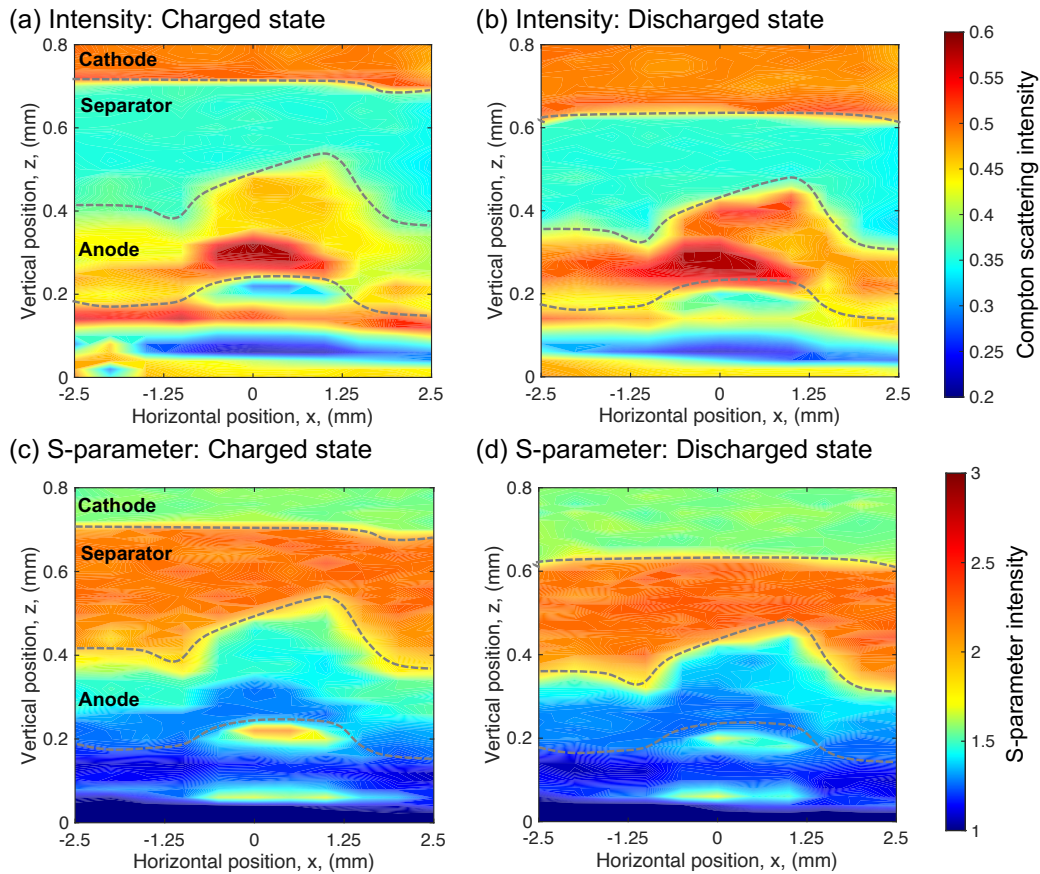 (a) Intensity: Charged state
(b) Intensity: Discharged state
0.8
0.6
0.4
0.2
0
Vertical position, z, (mm)
Cathode
Separator
Anode
-2.5 -1.25 0 1.25 2.5
Horizontal position, x, (mm)
0.8
0.6
0.4
0.2
0
Vertical position, z, (mm)
-2.5 -1.25 0 1.25 2.5
Horizontal position, x, (mm)
0.6
0.55
0.5
0.45
0.4
0.35
0.3
0.25
0.2
Compton scattering intensity
(c) S-parameter: Charged state
(d) S-parameter: Discharged state
0.8
0.6
0.4
0.2
0
Vertical position, z, (mm)
Cathode
Separator
Anode
-2.5 -1.25 0 1.25 2.5
Horizontal position, x, (mm)
0.8
0.6
0.4
0.2
0
Vertical position, z, (mm)
-2.5 -1.25 0 1.25 2.5
Horizontal position, x, (mm)
3
2.5
2
1.5
1
S-parameter intensity